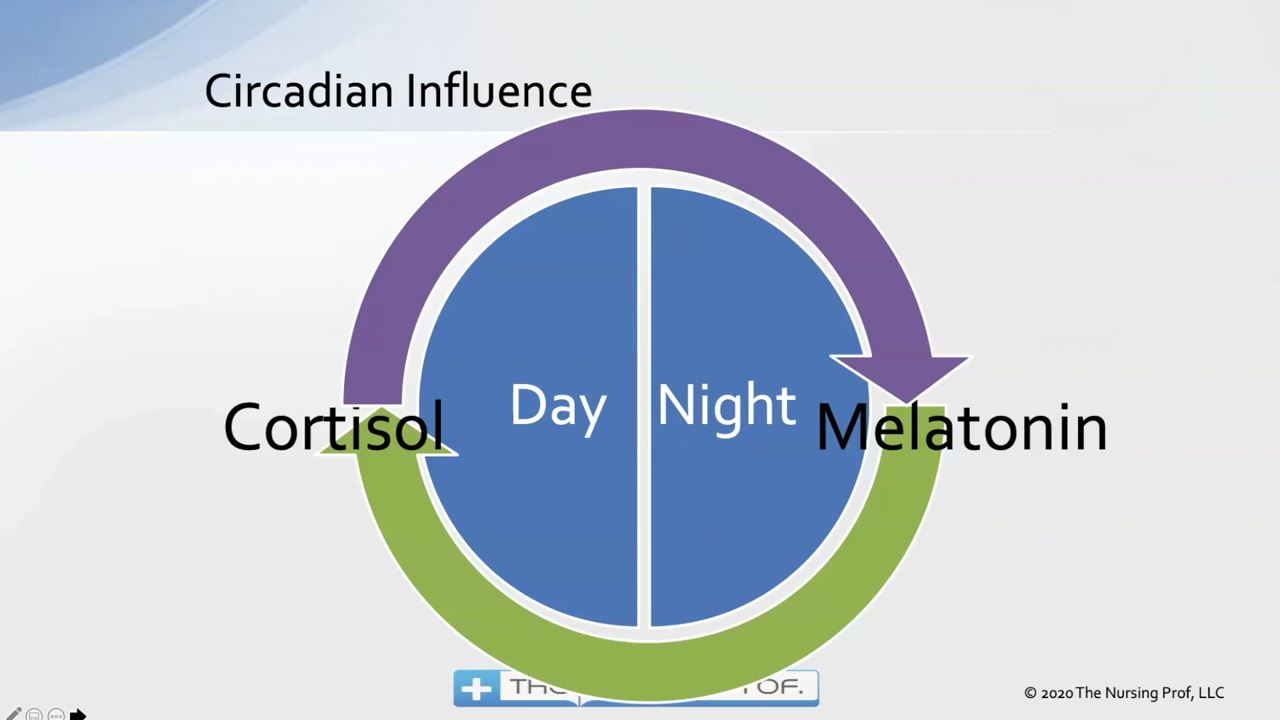 Circadian Influence
Day
Night
Cortisol
Melatonin
© 2020 The Nursing Prof, LLC